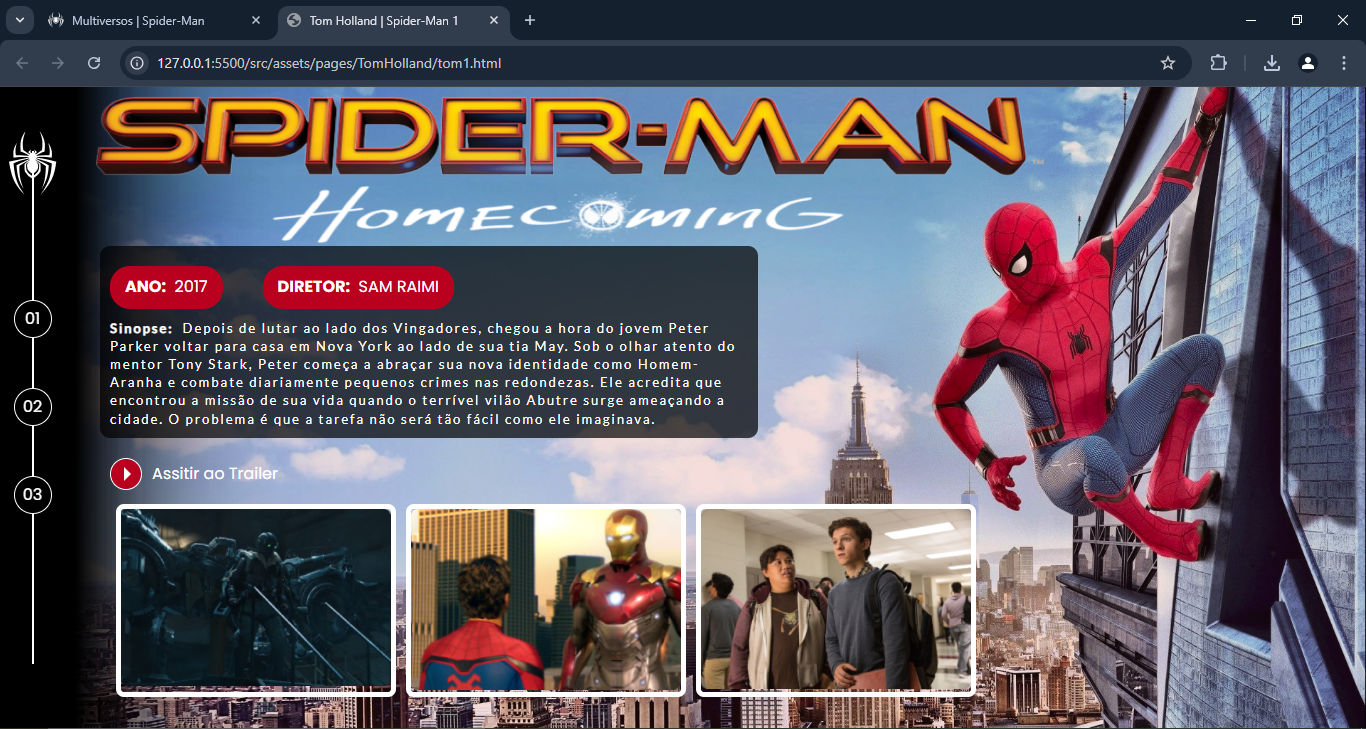 Multiversos | Spider-Man
Tom Holland | Spider-Man 1
127.0.0.1:5500/src/assets/pages/TomHolland/tom1.html
SPIDER-MAN
HOMECOMING
ANO: 2017
DIRETOR: SAM RAIMI
Sinopse: Depois de lutar ao lado dos Vingadores, chegou a hora do jovem Peter
Parker voltar para casa em Nova York ao lado de sua tia May. Sob o olhar atento do
mentor Tony Stark, Peter começa a abraçar sua nova identidade como Homem-
Aranha e combate diariamente pequenos crimes nas redondezas. Ele acredita que
encontrou a missão de sua vida quando o terrível vilão Abutre surge ameaçando a
cidade. O problema é que a tarefa não será tão fácil como ele imaginava.
01
02
03
Assitir ao Trailer